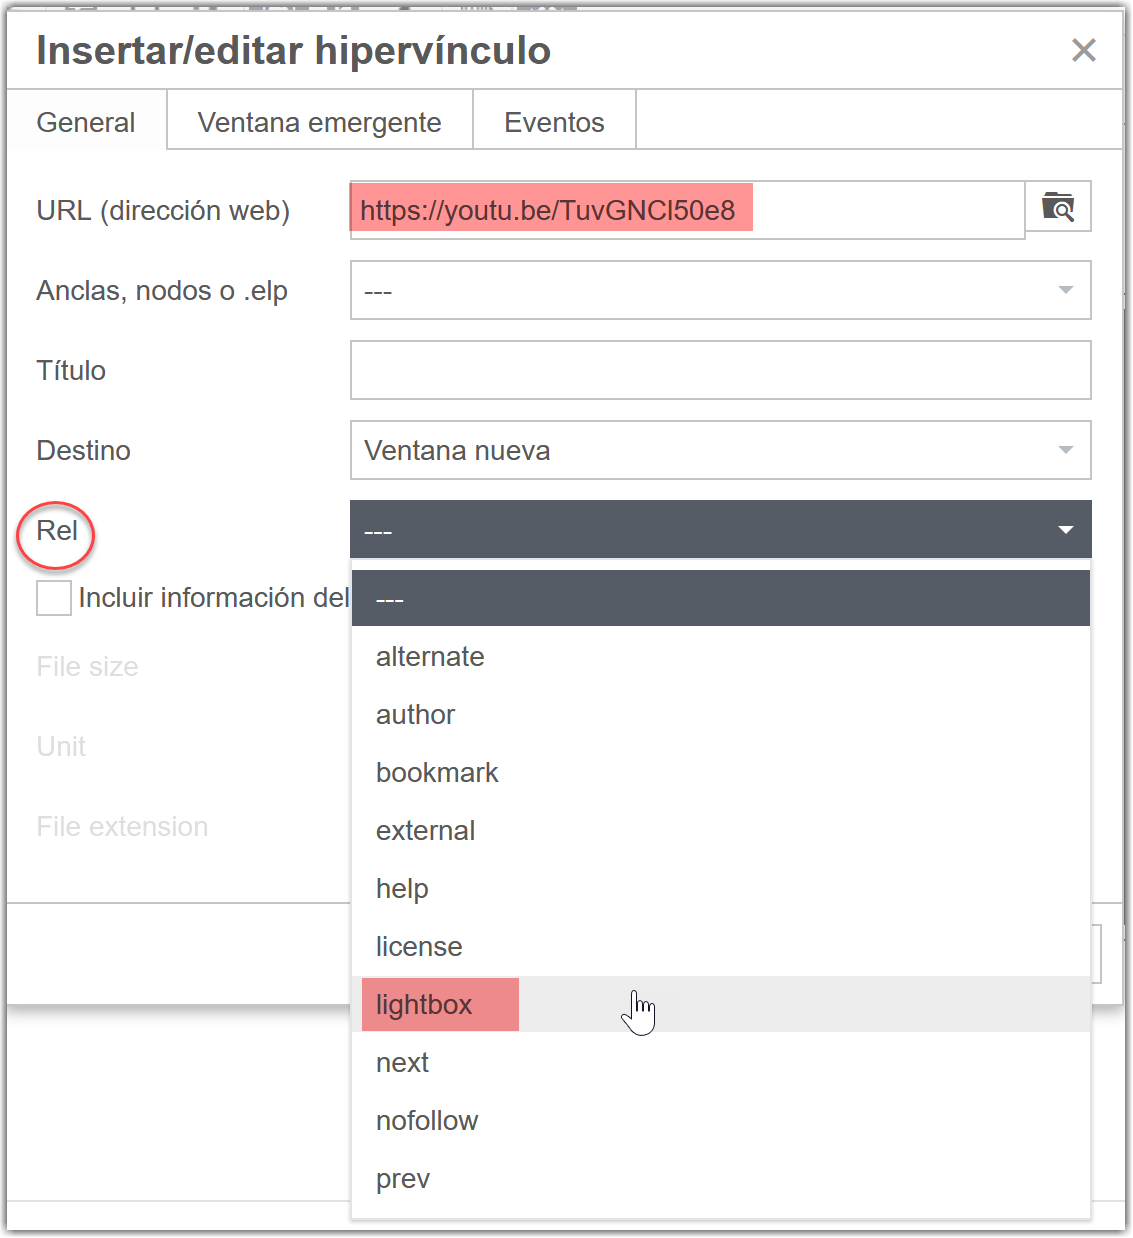 Insertar/editar hipervínculo
General Ventana emergente Eventos
URL (dirección web) https://youtu.be/TuvGNCl50e8
Anclas, nodos o .elp ---
Título
Destino Ventana nueva
Rel ---
Incluir información del
---
alternate
File size
author
Unit
bookmark
File extension
external
help
license
lightbox
next
nofollow
prev